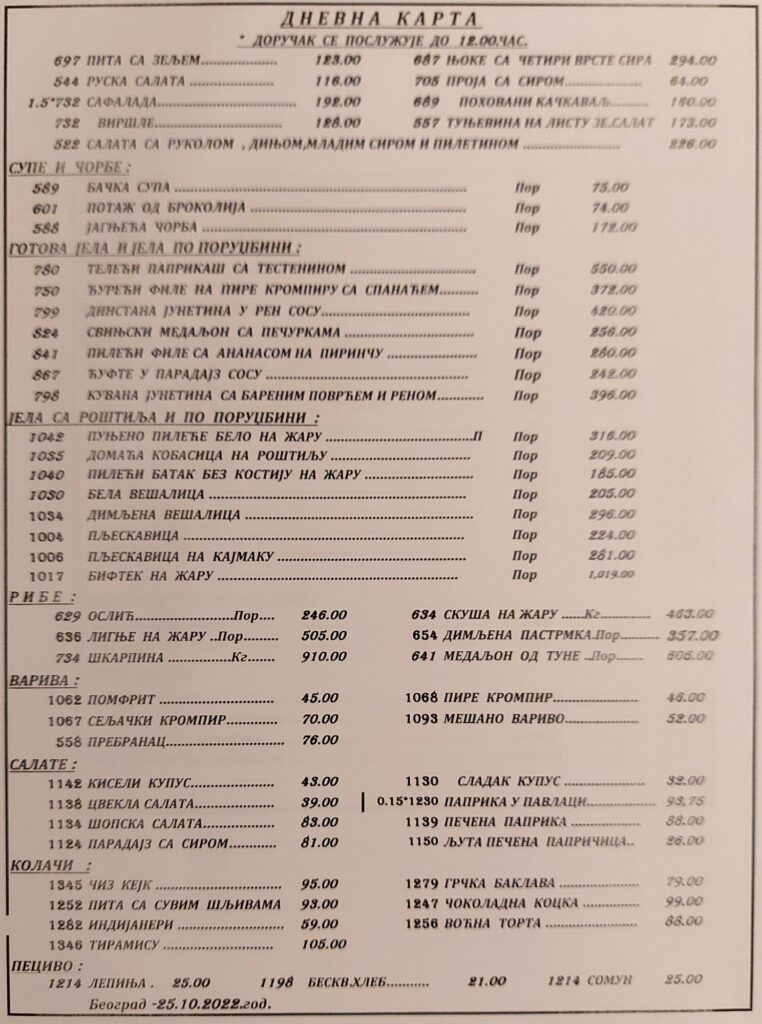 ДНЕВНА КАРТА
* ДОРУЧАК СЕ ПОСЛУЖУЈЕ ДО 12.00ЧАС.
697 ПИТА СА ЗЕЉЕМ.................. 123.00 687 ЊОКЕ СА ЧЕТИРИ ВРСТЕ СИРА 294.00
544 РУСКА САЛАТА .................. 116.00 705 ПРОЈА СА СИРОМ.................. 64.00
1.5*732 САФАЛАДА.................. 192.00 689 ПОХОВАНИ КАЧКАВАЉ........... 180.00
732 ВИРШЛЕ.................. 128.00 557 ТУЊЕВИНА НА ЛИСТУ ЗЕ.САЛАТ 173.00
522 САЛАТА СА РУКОЛОМ , ДИЊОМ,МЛАДИМ СИРОМ И ПИЛЕТИНОМ .................. 226.00
СУПЕ И ЧОРБЕ :
589 БАЧКА СУПА .................. Пор 75.00
601 ПОТАЖ ОД БРОКОЛИЈА .................. Пор 74.00
588 ЈАГЊЕЋА ЧОРБА .................. Пор 172.00
ГОТОВА ЈЕЛА И ЈЕЛА ПО ПОРУЏБИНИ :
780 ТЕЛЕЋИ ПАПРИКАШ СА ТЕСТЕНИНОМ .................. Пор 550.00
750 ЋУРЕЋИ ФИЛЕ НА ПИРЕ КРОМПИРУ СА СПАНАЋЕМ.......... Пор 372.00
799 ДИНСТАНА ЈУНЕТИНА У РЕН СОСУ.................. Пор 420.00
824 СВИЊСКИ МЕДАЉОН СА ПЕЧУРКАМА .................. Пор 256.00
841 ПИЛЕЋИ ФИЛЕ СА АНАНАСОМ НА ПИРИНЧУ .................. Пор 280.00
867 ЋУФТЕ У ПАРАДАЈЗ СОСУ .................. Пор 242.00
798 КУВАНА ЈУНЕТИНА СА БАРЕНИМ ПОВРЋЕМ И РЕНОМ............ Пор 396.00
ЈЕЛА СА РОШТИЉА И ПО ПОРУЏБИНИ :
1042 ПУЊЕНО ПИЛЕЋЕ БЕЛО НА ЖАРУ ..................П Пор 316.00
1035 ДОМАЋА КОБАСИЦА НА РОШТИЉУ .................. Пор 209.00
1040 ПИЛЕЋИ БАТАК БЕЗ КОСТИЈУ НА ЖАРУ .................. Пор 185.00
1030 БЕЛА ВЕШАЛИЦА .................. Пор 205.00
1034 ДИМЉЕНА ВЕШАЛИЦА .................. Пор 296.00
1004 ПЉЕСКАВИЦА .................. Пор 224.00
1006 ПЉЕСКАВИЦА НА КАЈМАКУ .................. Пор 281.00
1017 БИФТЕК НА ЖАРУ .................. Пор 1,019.00
РИБЕ :
629 ОСЛИЋ..................Пор.... 246.00 634 СКУША НА ЖАРУ ......Кг........ 463.00
636 ЛИГЊЕ НА ЖАРУ ..Пор......... 505.00 654 ДИМЉЕНА ПАСТРМКА.Пор.......... 357.00
734 ШКАРПИНА ...............Кг....... 910.00 641 МЕДАЉОН ОД ТУНЕ ..Пор....... 605.00
ВАРИВА :
1062 ПОМФРИТ .................. 45.00 1068 ПИРЕ КРОМПИР.................. 46.00
1067 СЕЉАЧКИ КРОМПИР............ 70.00 1093 МЕШАНО ВАРИВО.................. 52.00
558 ПРЕБРАНАЦ.................. 76.00
САЛАТЕ :
1142 КИСЕЛИ КУПУС.................. 43.00 1130 СЛАДАК КУПУС .................. 32.00
1138 ЦВЕКЛА САЛАТА.................. 39.00 0.15*1230 ПАПРИКА У ПАВЛАЦИ............... 93.75
1134 ШОПСКА САЛАТА.................. 83.00 1139 ПЕЧЕНА ПАПРИКА .................. 88.00
1124 ПАРАДАЈЗ СА СИРОМ............ 81.00 1150 ЉУТА ПЕЧЕНА ПАПРИЧИЦА.. 26.00
КОЛАЧИ :
1345 ЧИЗ КЕЈК .................. 95.00 1279 ГРЧКА БАКЛАВА .................. 79.00
1252 ПИТА СА СУВИМ ШЉИВАМА 93.00 1247 ЧОКОЛАДНА КОЦКА ............ 99.00
1282 ИНДИЈАНЕРИ .................. 59.00 1256 ВОЋНА ТОРТА .................. 88.00
1346 ТИРАМИСУ .................. 105.00
ПЕЦИВО :
1214 ЛЕПИЊА . 25.00 1198 БЕСКВ.ХЛЕБ........... 21.00 1214 СОМУН 25.00
Београд -25.10.2022.год.